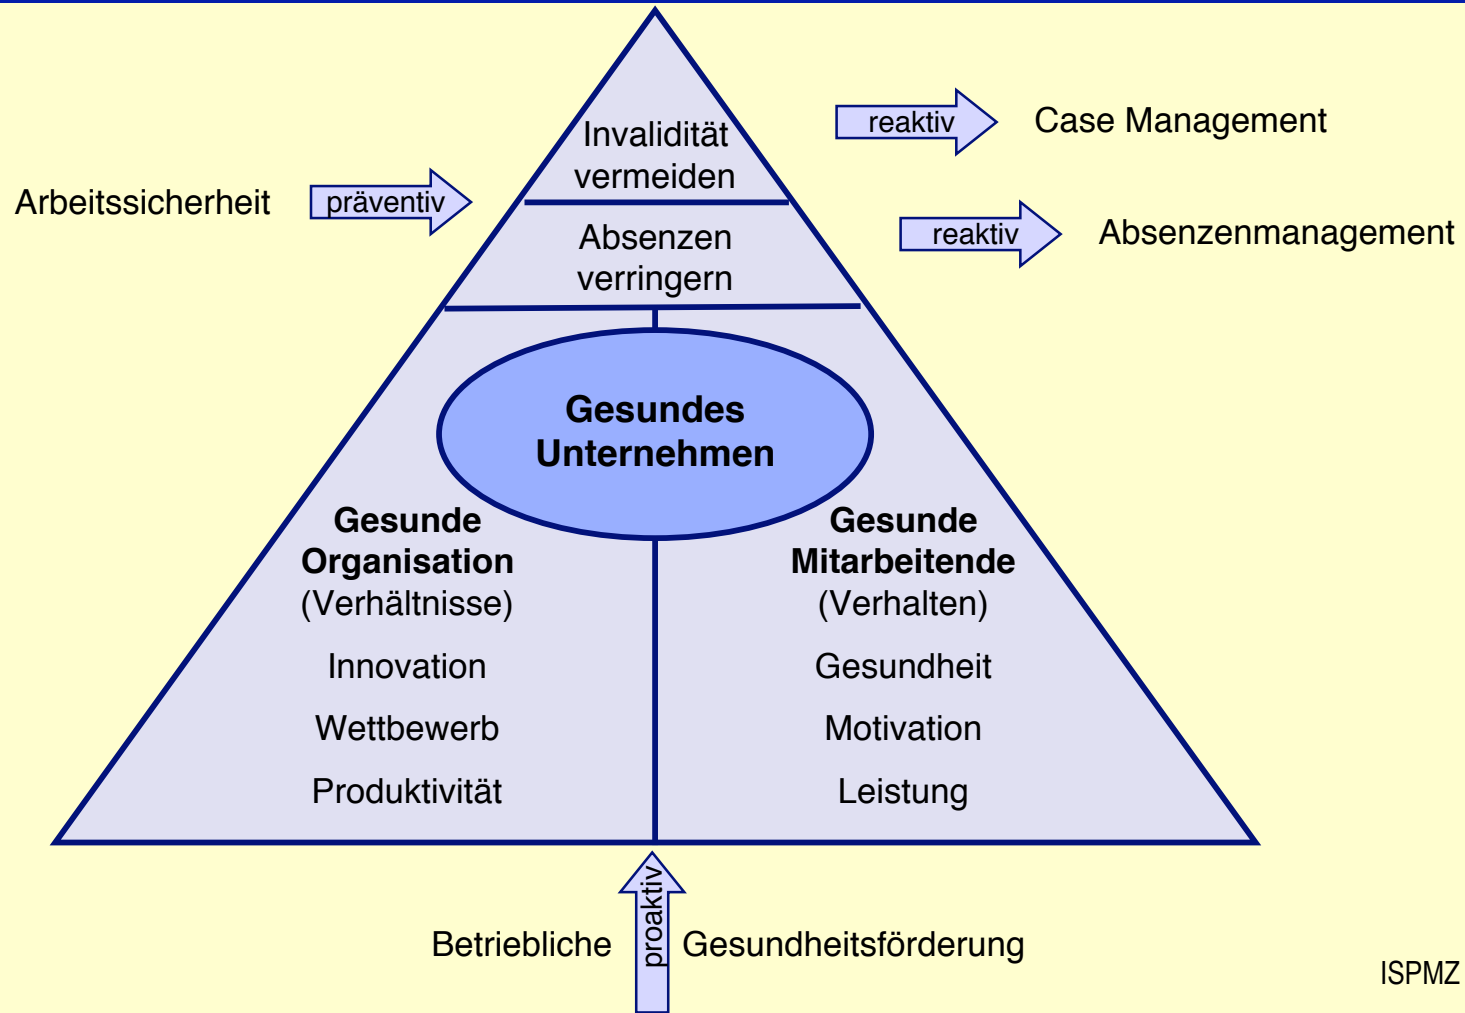 Invalidität
vermeiden
reaktiv
Case Management
Arbeitssicherheit
präventiv
Absenzen
verringern
reaktiv
Absenzenmanagement
Gesundes
Unternehmen
Gesunde
Organisation
(Verhältnisse)
Innovation
Wettbewerb
Produktivität
Gesunde
Mitarbeitende
(Verhalten)
Gesundheit
Motivation
Leistung
proaktiv
Betriebliche Gesundheitsförderung
ISPMZ